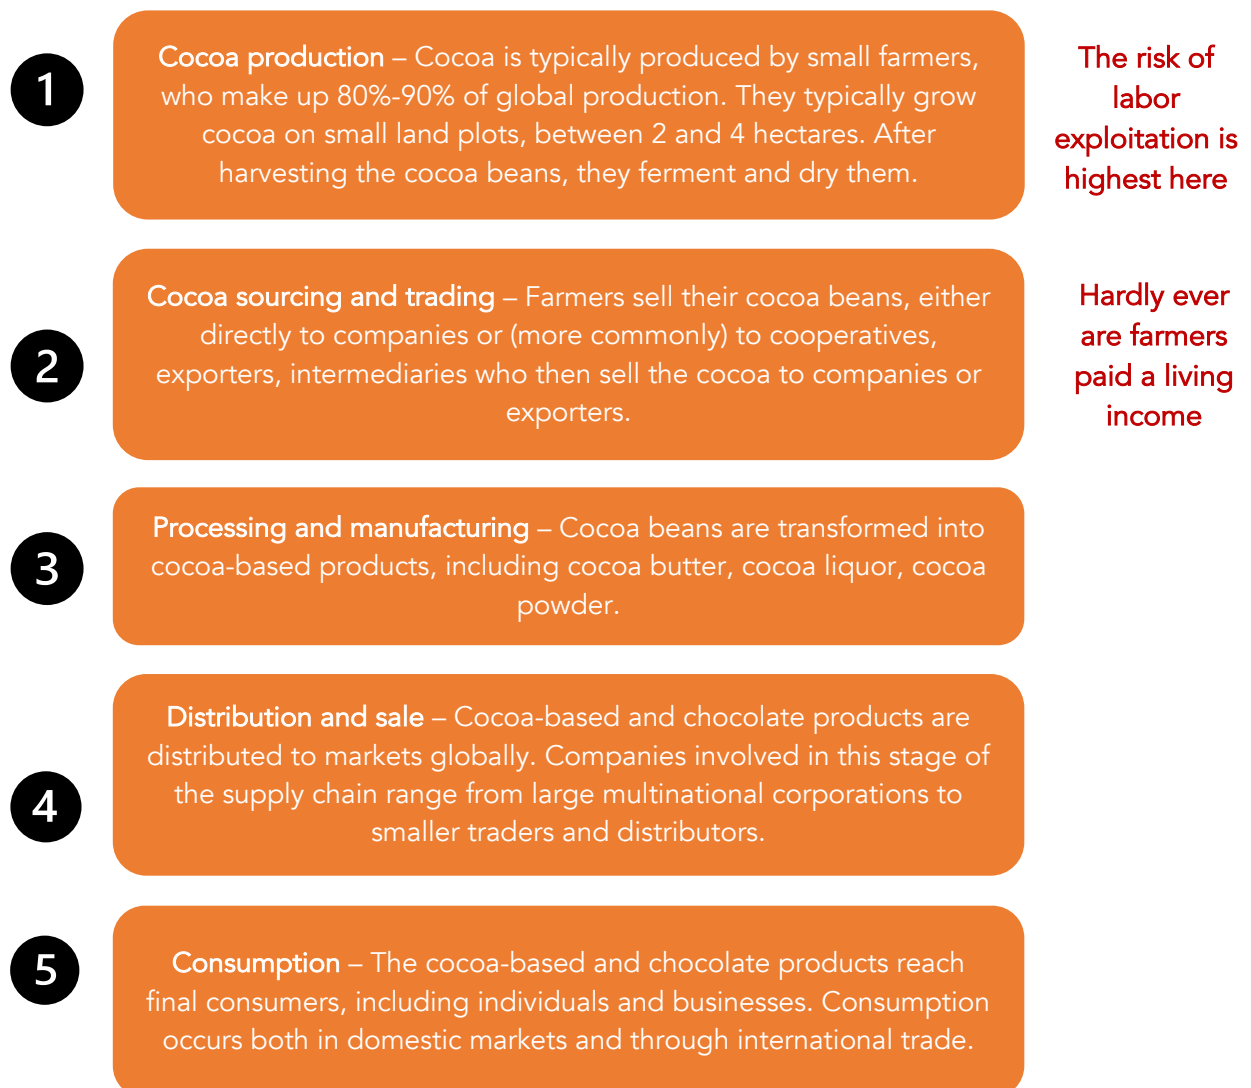 1
Cocoa production – Cocoa is typically produced by small farmers,
who make up 80%-90% of global production. They typically grow
cocoa on small land plots, between 2 and 4 hectares. After
harvesting the cocoa beans, they ferment and dry them.
The risk of
labor
exploitation is
highest here
2
Cocoa sourcing and trading – Farmers sell their cocoa beans, either
directly to companies or (more commonly) to cooperatives,
exporters, intermediaries who then sell the cocoa to companies or
exporters.
Hardly ever
are farmers
paid a living
income
3
Processing and manufacturing – Cocoa beans are transformed into
cocoa-based products, including cocoa butter, cocoa liquor, cocoa
powder.
4
Distribution and sale – Cocoa-based and chocolate products are
distributed to markets globally. Companies involved in this stage of
the supply chain range from large multinational corporations to
smaller traders and distributors.
5
Consumption – The cocoa-based and chocolate products reach
final consumers, including individuals and businesses. Consumption
occurs both in domestic markets and through international trade.